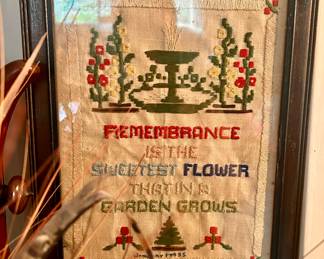 REMEMBRANCE
IS THE
SWEETEST FLOWER
THAT IN A
GARDEN GROWS